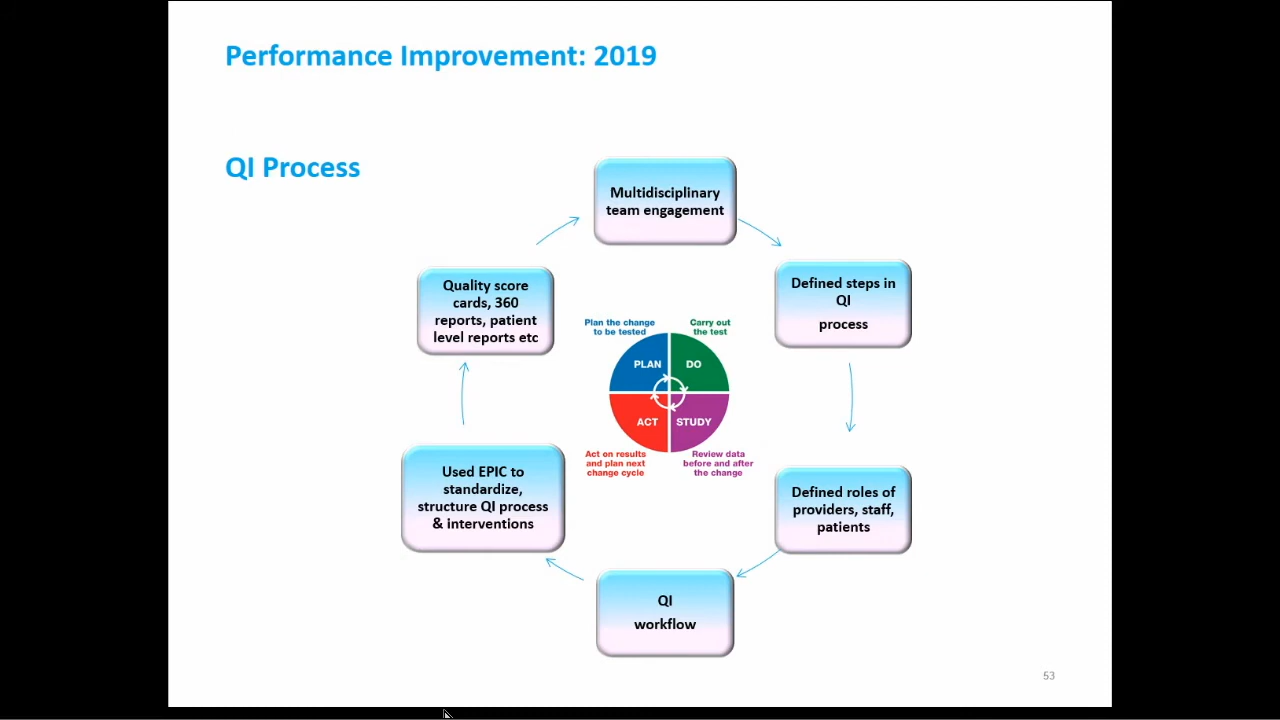 Performance Improvement: 2019
QI Process
Multidisciplinary
team engagement
Defined steps in
QI
process
Defined roles of
providers, staff,
patients
QI
workflow
Used EPIC to
standardize,
structure QI process
& interventions
Quality score
cards, 360
reports, patient
level reports etc
Plan the change
to be tested
Carry out
the test
PLAN
DO
ACT
STUDY
Act on results
and plan next
change cycle
Review data
before and after
the change
53